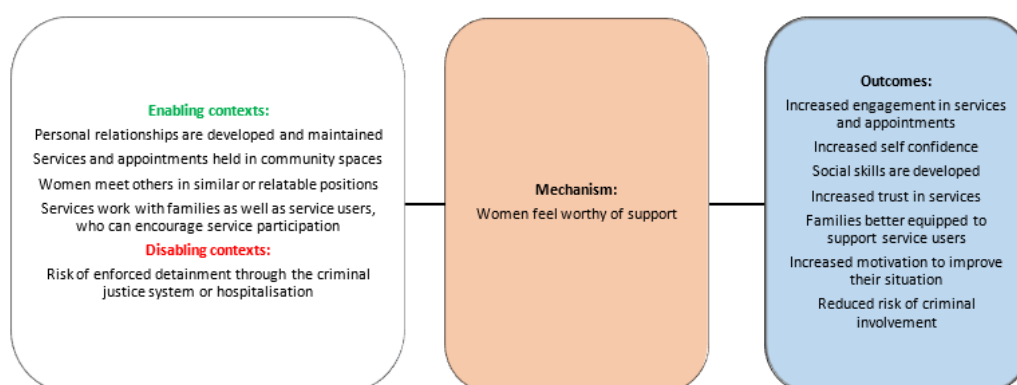 Enabling contexts:
Personal relationships are developed and maintained
Services and appointments held in community spaces
Women meet others in similar or relatable positions
Services work with families as well as service users,
who can encourage service participation
Disabling contexts:
Risk of enforced detainment through the criminal
justice system or hospitalisation
Mechanism:
Women feel worthy of support
Outcomes:
Increased engagement in services
and appointments
Increased self confidence
Social skills are developed
Increased trust in services
Families better equipped to
support service users
Increased motivation to improve
their situation
Reduced risk of criminal
involvement